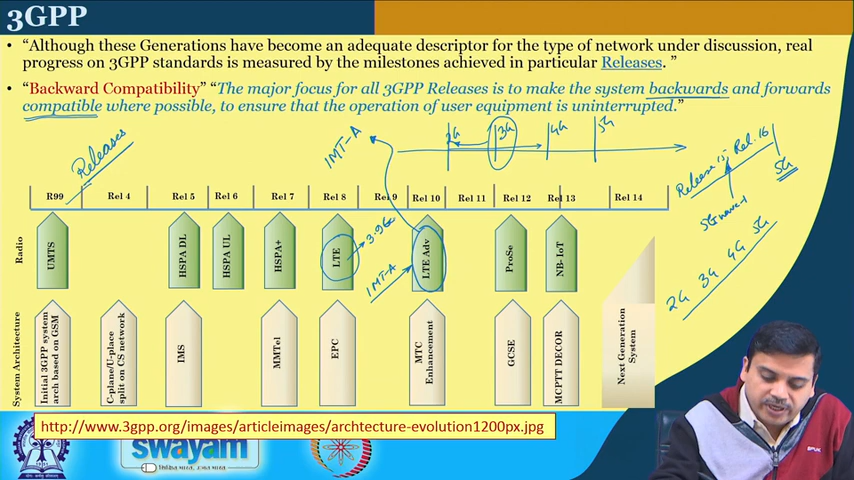 3GPP
• “Although these Generations have become an adequate descriptor for the type of network under discussion, real
progress on 3GPP standards is measured by the milestones achieved in particular Releases. ”
• “Backward Compatibility” “The major focus for all 3GPP Releases is to make the system backwards and forwards
compatible where possible, to ensure that the operation of user equipment is uninterrupted.”
Releases
IMT-A
2G 3G 4G 5G
Release 15 Rel. 16
5G
R99 Rel 4 Rel 5 Rel 6 Rel 7 Rel 8 Rel 9 Rel 10 Rel 11 Rel 12 Rel 13 Rel 14
Radio
UMTS
HSPA DL
HSPA UL
HSPA+
LTE
3.9G
IMT-A
LTE Adv
ProSe
NB- IoT
2G 3G 4G 5G
System Architecture
Initial 3GPP system
arch based on GSM
C-plane/U-place
split on CS network
IMS
MMTel
EPC
MTC
Enhancement
GCSE
MCPTT DECOR
Next Generation
System
http://www.3gpp.org/images/articleimages/archtecture-evolution1200px.jpg
swayam